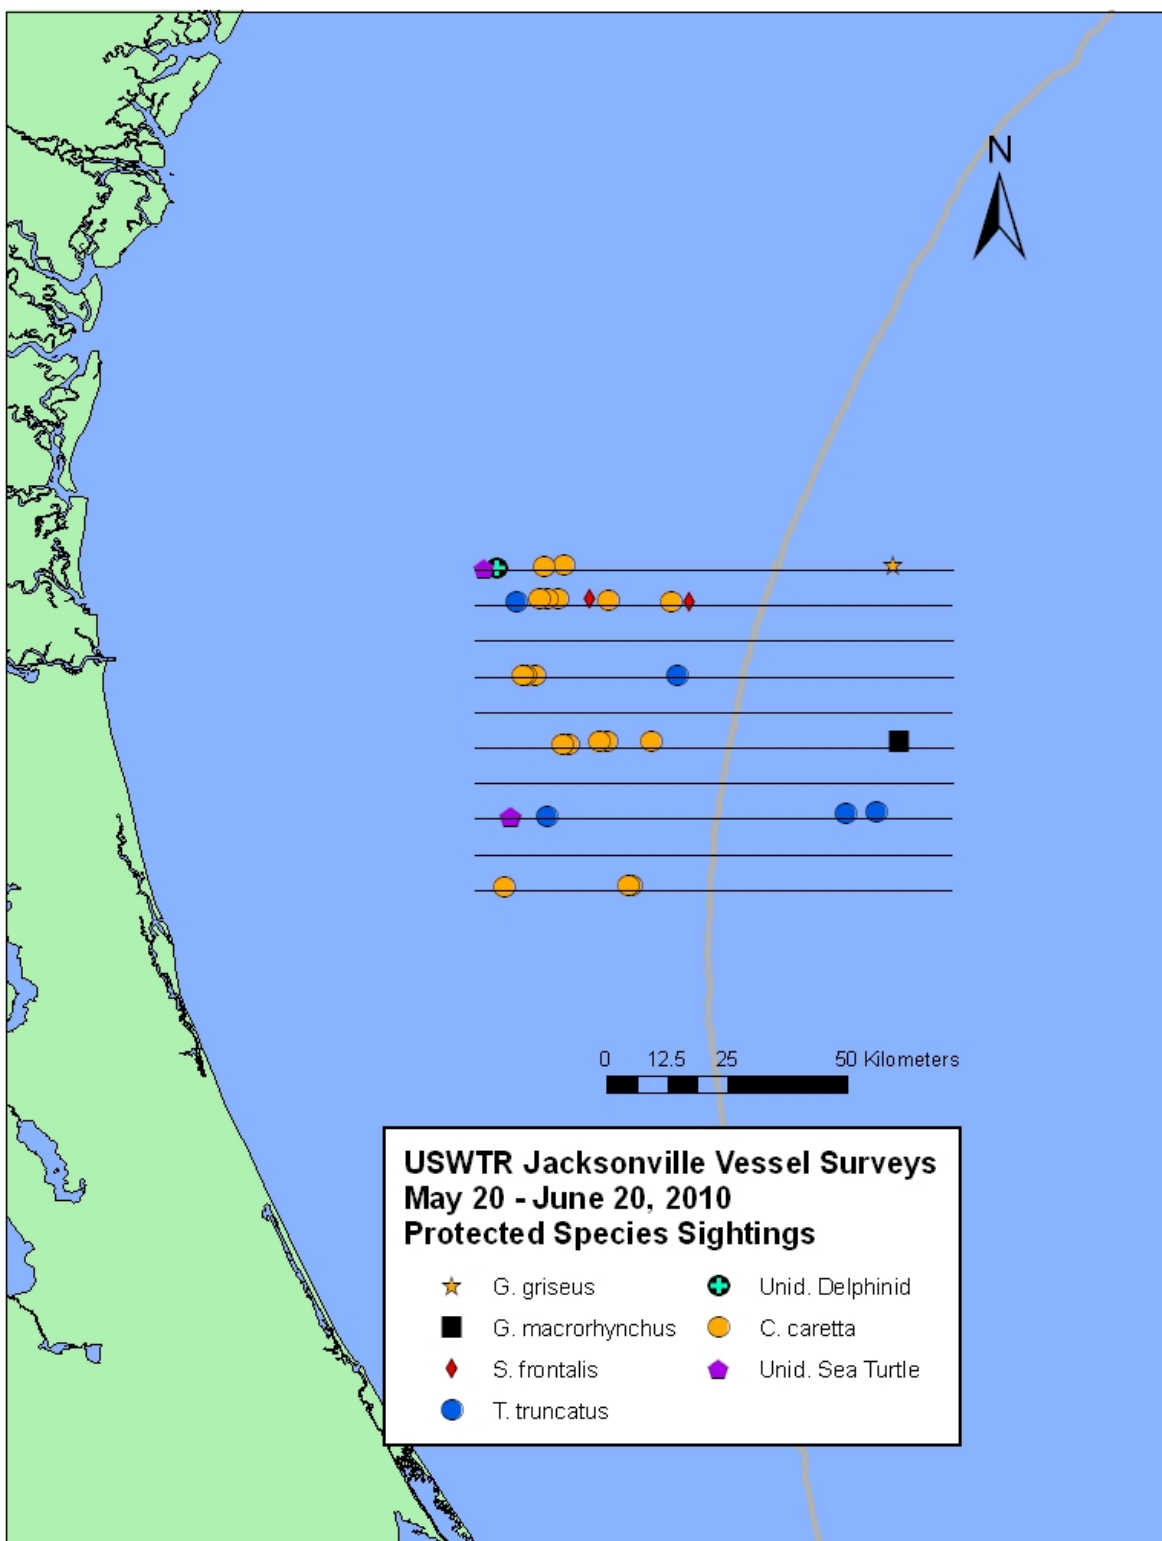 N
0 12.5 25 50 Kilometers
USWTR Jacksonville Vessel Surveys
May 20 - June 20, 2010
Protected Species Sightings
G. griseus
Unid. Delphinid
G. macrorhynchus
C. caretta
S. frontalis
Unid. Sea Turtle
T. truncatus